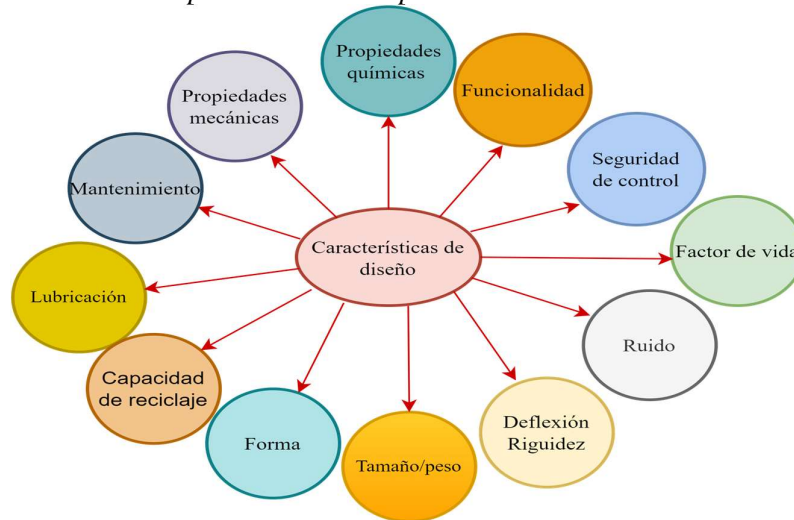 Propiedades
químicas
Funcionalidad
Propiedades
mecánicas
Seguridad
de control
Mantenimiento
Características de
diseño
Factor de vida
Lubricación
Ruido
Capacidad
de reciclaje
Deflexión
Riguidez
Forma
Tamaño/peso